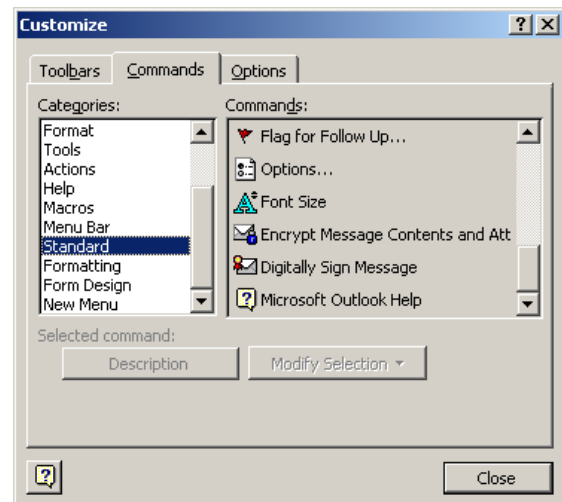 Customize
Toolbars Commands Options
Categories:
Format
Tools
Actions
Help
Macros
Menu Bar
Standard
Formatting
Form Design
New Menu
Commands:
Flag for Follow Up...
Options...
Font Size
Encrypt Message Contents and Att
Digitally Sign Message
Microsoft Outlook Help
Selected command:
Description Modify Selection
Close